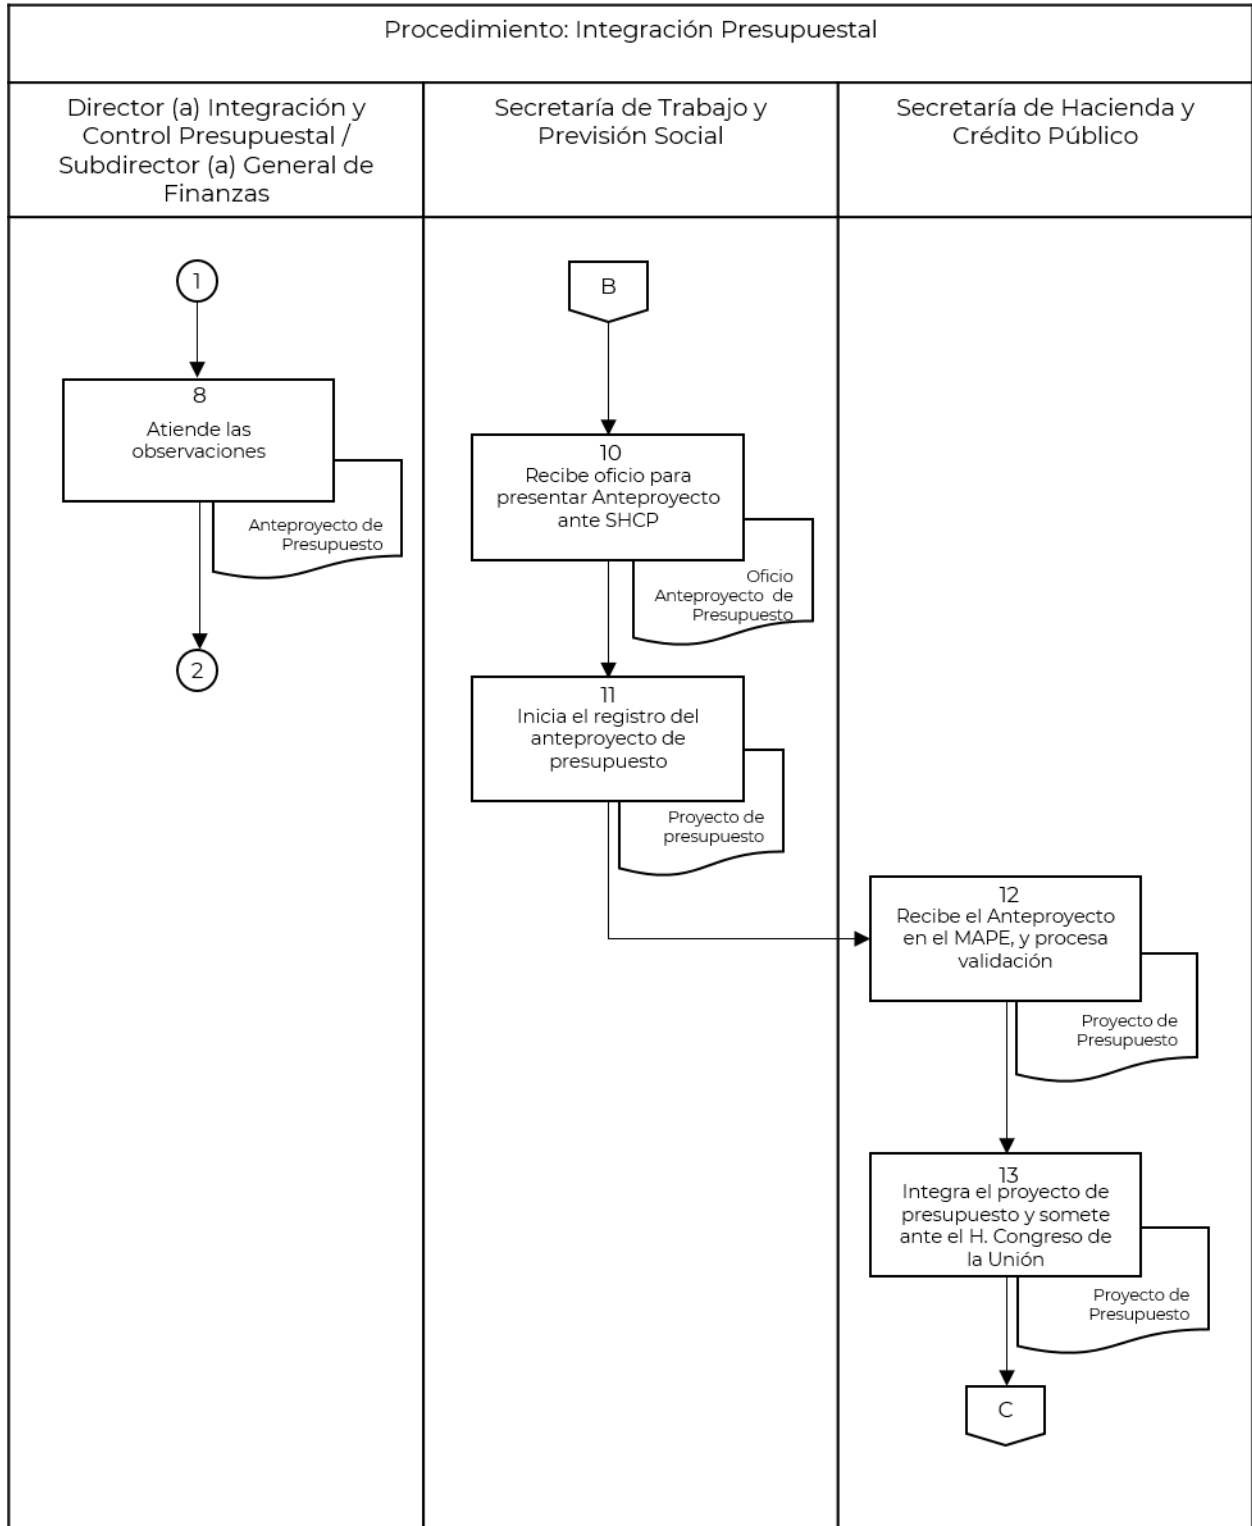 Procedimiento: Integración Presupuestal
Director (a) Integración y
Control Presupuestal /
Subdirector (a) General de
Finanzas
Secretaría de Trabajo y
Previsión Social
Secretaría de Hacienda y
Crédito Público
1
8
Atiende las
observaciones
Anteproyecto de
Presupuesto
2
B
10
Recibe oficio para
presentar Anteproyecto
ante SHCP
Oficio
Anteproyecto de
Presupuesto
11
Inicia el registro del
anteproyecto de
presupuesto
Proyecto de
presupuesto
12
Recibe el Anteproyecto
en el MAPE, y procesa
validación
Proyecto de
Presupuesto
13
Integra el proyecto de
presupuesto y somete
ante el H. Congreso de
la Unión
Proyecto de
Presupuesto
C